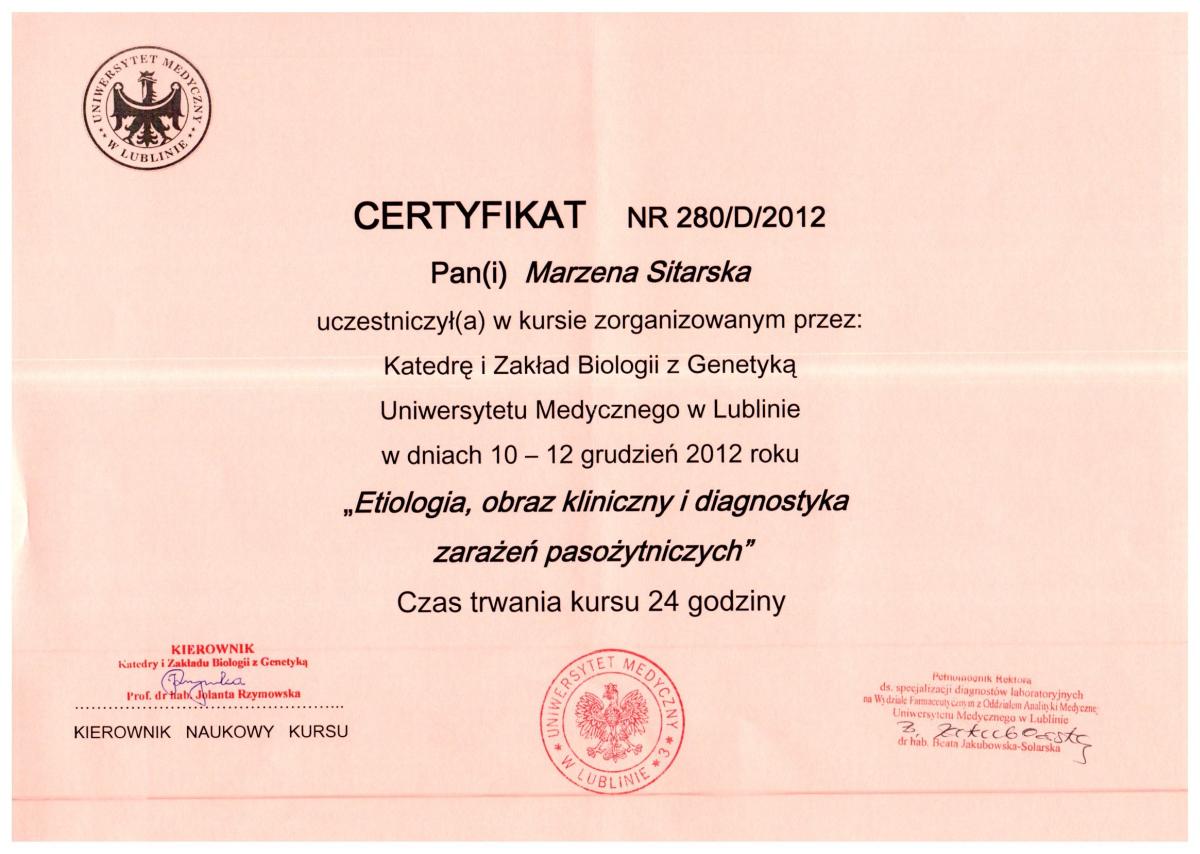 UNIWERSYTET MEDYCZNY
W LUBLINIE
CERTYFIKAT NR 280/D/2012
Pan(i) Marzena Sitarska
uczestniczył(a) w kursie zorganizowanym przez:
Katedrę i Zakład Biologii z Genetyką
Uniwersytetu Medycznego w Lublinie
w dniach 10 – 12 grudzień 2012 roku
„Etiologia, obraz kliniczny i diagnostyka
zarażeń pasożytniczych”
Czas trwania kursu 24 godziny
KIEROWNIK
Katedry i Zakładu Biologii z Genetyką
Prof. dr hab. Jolanta Rzymowska
KIEROWNIK NAUKOWY KURSU
UNIWERSYTET MEDYCZNY
W LUBLINIE * 3 *
Pełnomocnik Rektora
ds. specjalizacji diagnostów laboratoryjnych
na Wydziale Farmaceutycznym z Oddziałem Analityki Medycznej
Uniwersytetu Medycznego w Lublinie
dr hab. Beata Jakubowska-Solarska